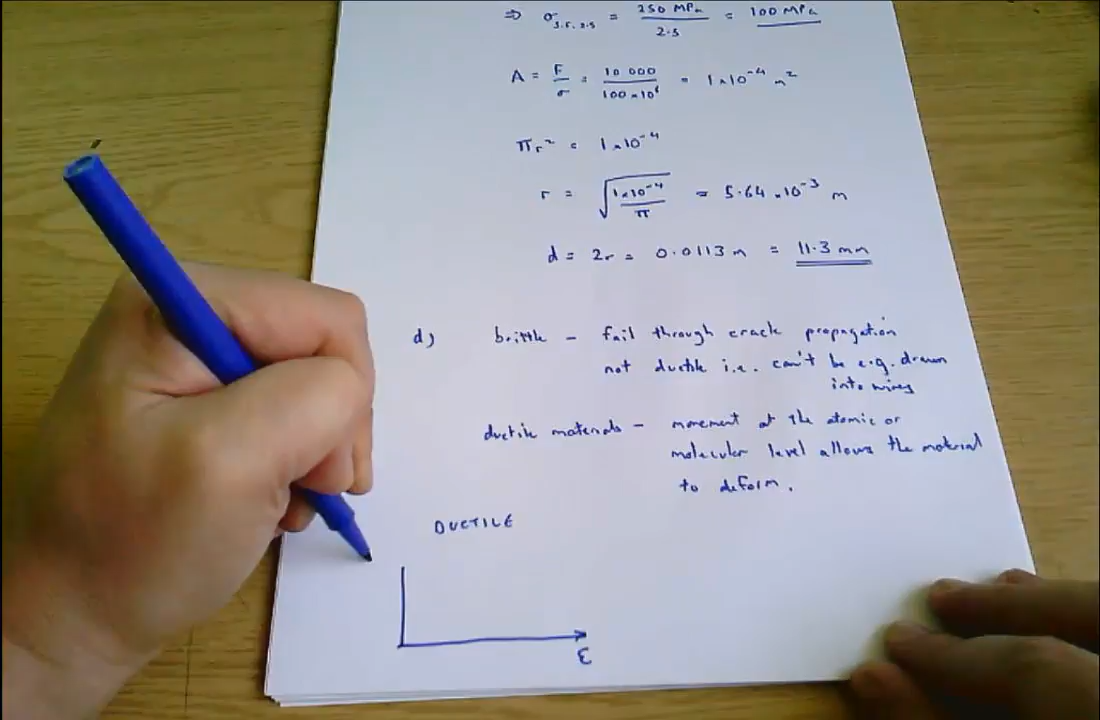 ⇒ σ s.f. 2.5 = 250 MPa / 2.5 = 100 MPa
A = F / σ = 10 000 / 100 × 10⁶ = 1 × 10⁻⁴ m²
πr² = 1 × 10⁻⁴
r = √(1 × 10⁻⁴ / π) = 5.64 × 10⁻³ m
d = 2r = 0.0113 m = 11.3 mm
d) brittle – fail through crack propagation
not ductile i.e. can't be e.g. drawn
into wires
ductile materials – movement at the atomic or
molecular level allows the material
to deform.
DUCTILE
ε